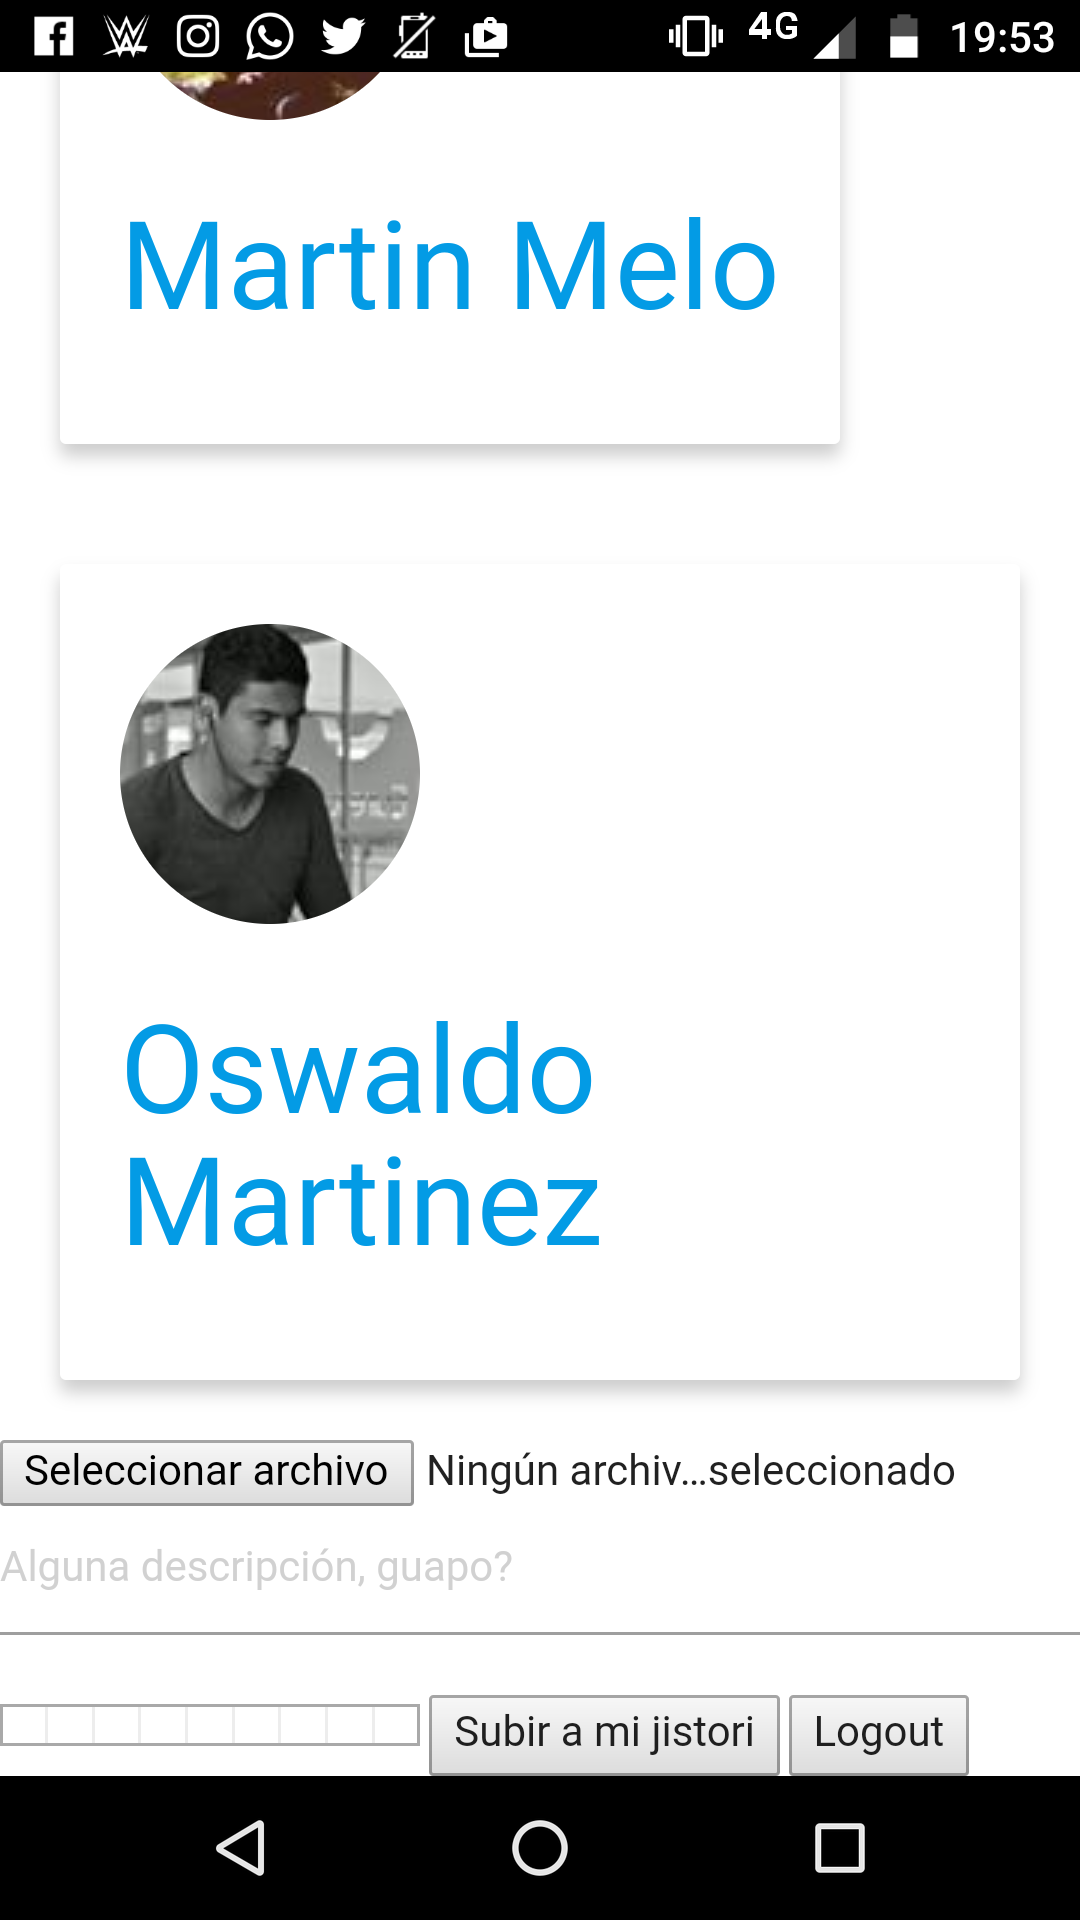 4G 19:53
Martin Melo
Oswaldo
Martinez
Seleccionar archivo Ningún archiv...seleccionado
Alguna descripción, guapo?
Subir a mi jistori Logout